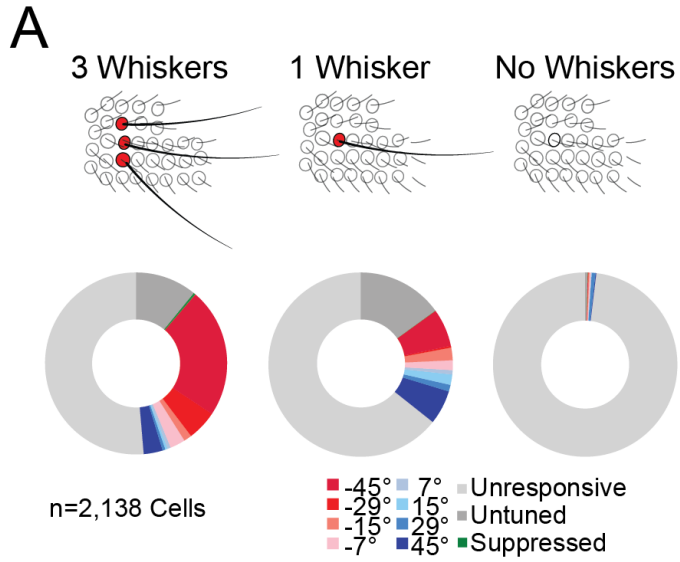 A
3 Whiskers 1 Whisker No Whiskers
n=2,138 Cells
-45° 7° Unresponsive
-29° 15° Untuned
-15° 29° Suppressed
-7° 45°